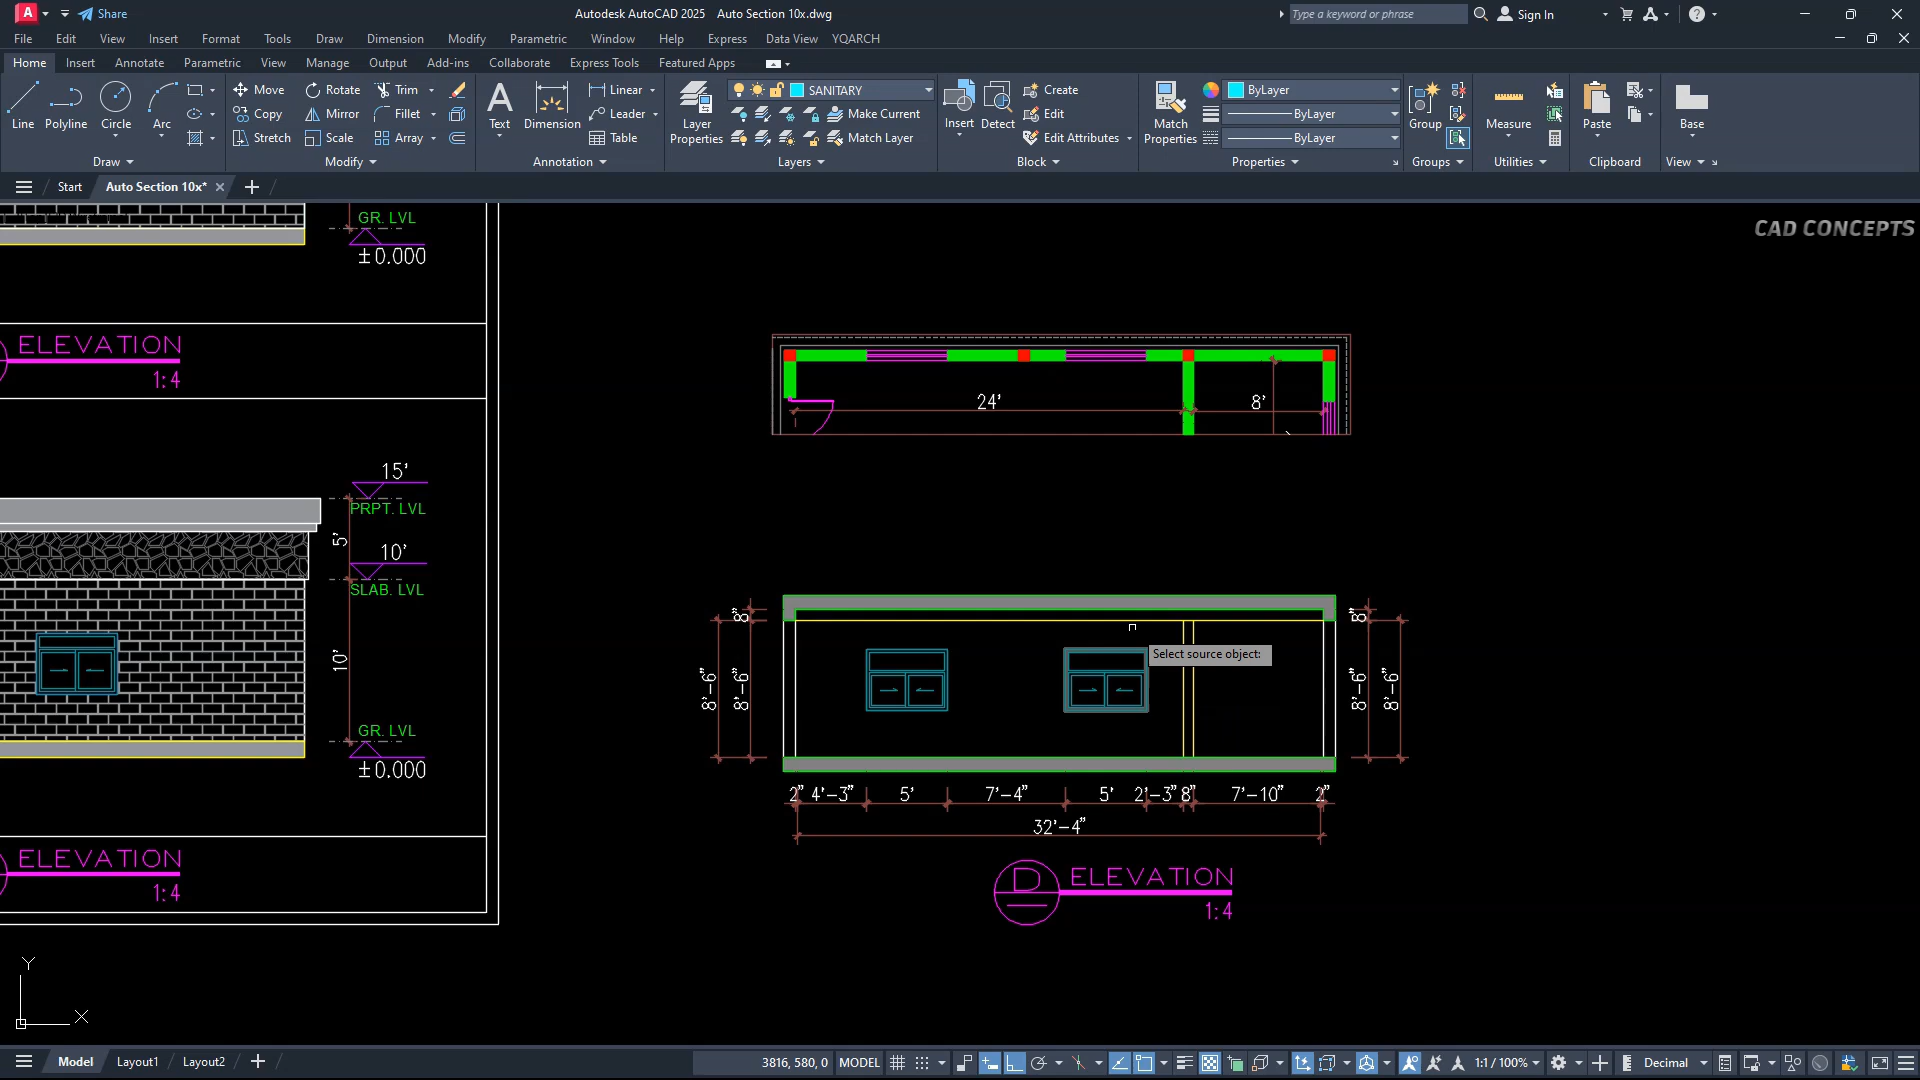 Share
Autodesk AutoCAD 2025 Auto Section 10x.dwg
Type a keyword or phrase
Sign In
File Edit View Insert Format Tools Draw Dimension Modify Parametric Window Help Express Data View YQARCH
Home Insert Annotate Parametric View Manage Output Add-ins Collaborate Express Tools Featured Apps
Line
Polyline
Circle
Arc
Draw
Move
Copy
Stretch
Rotate
Mirror
Scale
Trim
Fillet
Array
Modify
Text
Dimension
Linear
Leader
Table
Annotation
Layer
Properties
SANITARY
Make Current
Match Layer
Layers
Insert
Detect
Create
Edit
Edit Attributes
Block
Match
Properties
ByLayer
ByLayer
ByLayer
Properties
Group
Groups
Measure
Utilities
Paste
Clipboard
Base
View
Start
Auto Section 10x*
CAD CONCEPTS
GR. LVL
±0.000
ELEVATION
1:4
15'
PRPT. LVL
5'
10'
SLAB. LVL
10'
GR. LVL
±0.000
ELEVATION
1:4
24'
8'
8"
8'-6"
8'-6"
8"
8'-6"
8'-6"
Select source object:
2" 4'-3" 5' 7'-4" 5' 2'-3" 8" 7'-10" 2"
32'-4"
D
ELEVATION
1:4
Y
X
Model Layout1 Layout2
3816, 580, 0 MODEL
1:1 / 100%
Decimal